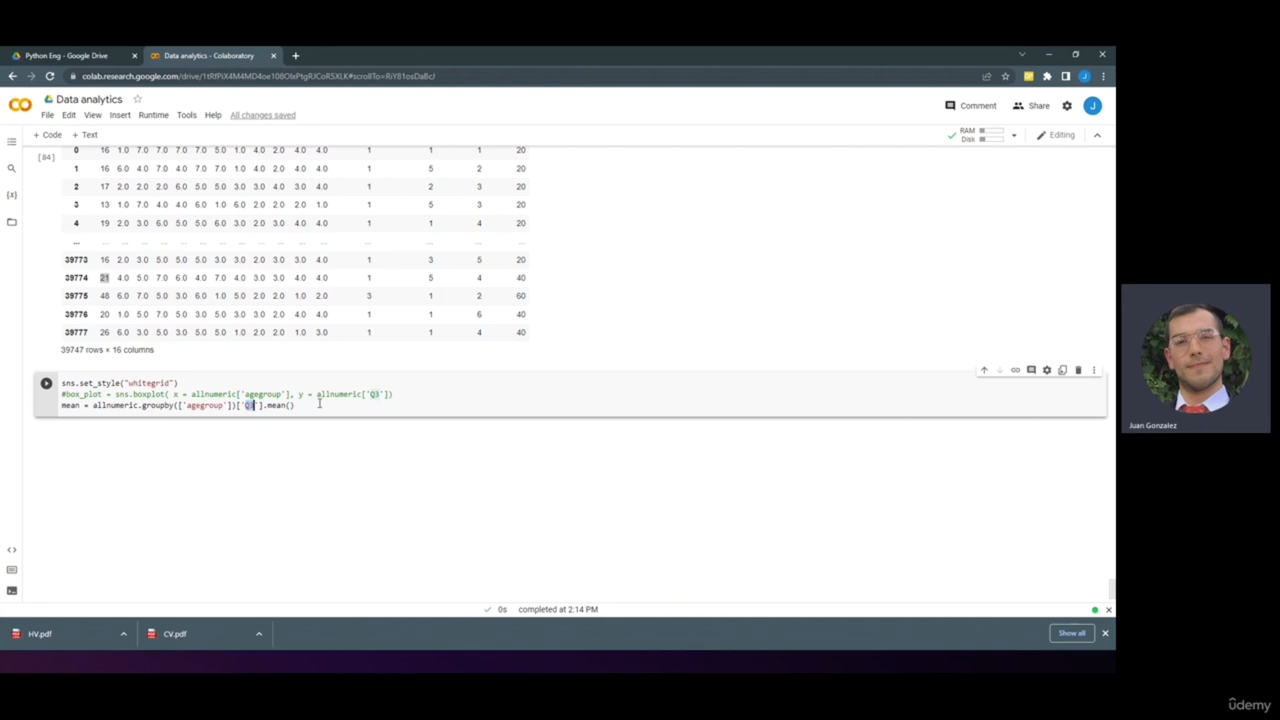 Python Eng - Google Drive
Data analytics - Colaboratory
colab.research.google.com/drive/
Data analytics
File Edit View Insert Runtime Tools Help All changes saved
Comment Share J
+ Code + Text
RAM
Disk
Editing
[84]
0 16 1.0 7.0 7.0 7.0 7.0 5.0 1.0 4.0 2.0 4.0 4.0 1 1 1 20
1 16 6.0 4.0 7.0 4.0 7.0 7.0 1.0 4.0 2.0 4.0 4.0 1 5 2 20
2 17 2.0 2.0 2.0 6.0 5.0 5.0 3.0 3.0 4.0 3.0 4.0 1 2 3 20
3 13 1.0 7.0 4.0 4.0 6.0 1.0 6.0 2.0 2.0 2.0 1.0 1 5 3 20
4 19 2.0 3.0 6.0 5.0 5.0 6.0 3.0 2.0 3.0 4.0 4.0 1 1 4 20
... ... ... ... ... ... ... ... ... ... ... ... ... ... ... ... ...
39773 16 2.0 3.0 5.0 5.0 5.0 3.0 3.0 2.0 3.0 3.0 4.0 1 3 5 20
39774 21 4.0 5.0 7.0 6.0 4.0 7.0 4.0 3.0 3.0 4.0 4.0 1 5 4 40
39775 48 6.0 7.0 5.0 3.0 6.0 1.0 5.0 2.0 2.0 1.0 2.0 3 1 2 60
39776 20 1.0 5.0 7.0 5.0 5.0 5.0 3.0 3.0 2.0 4.0 4.0 1 1 6 40
39777 26 6.0 3.0 5.0 3.0 5.0 5.0 1.0 2.0 2.0 1.0 3.0 1 1 4 40
39747 rows × 16 columns
sns.set_style("whitegrid")
#box_plot = sns.boxplot( x = allnumeric['agegroup'], y = allnumeric['Q3'])
mean = allnumeric.groupby(['agegroup'])['Q3'].mean()
Juan Gonzalez
0s completed at 2:14 PM
HV.pdf CV.pdf Show all
ûdemy